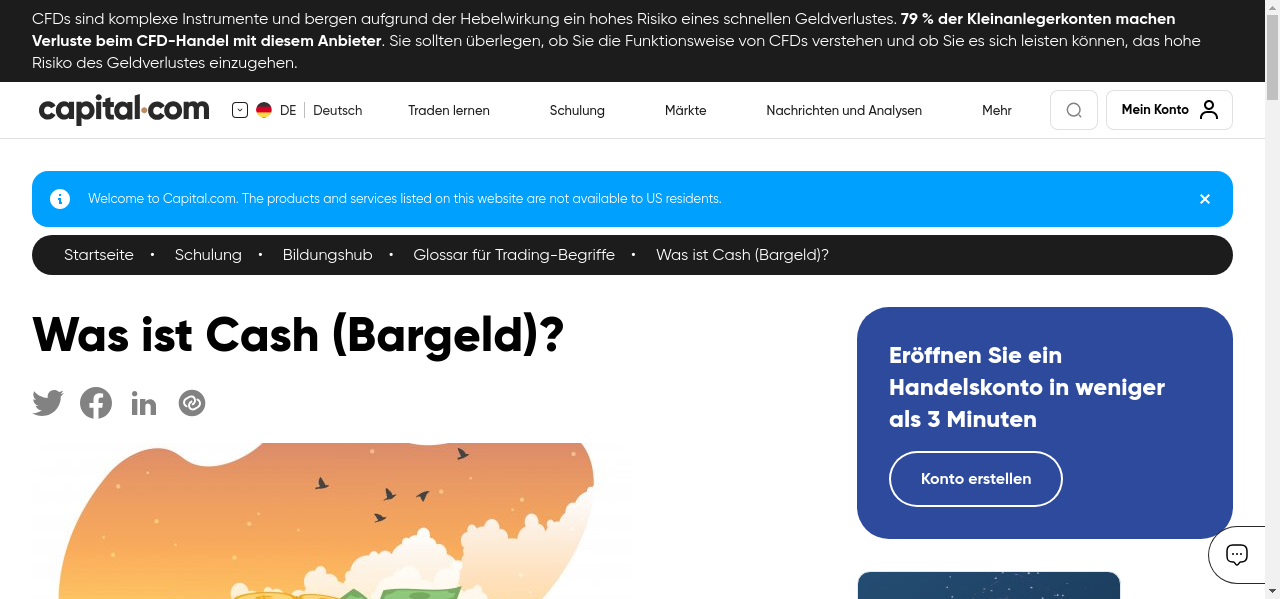 CFDs sind komplexe Instrumente und bergen aufgrund der Hebelwirkung ein hohes Risiko eines schnellen Geldverlustes. 79 % der Kleinanlegerkonten machen
Verluste beim CFD-Handel mit diesem Anbieter. Sie sollten überlegen, ob Sie die Funktionsweise von CFDs verstehen und ob Sie es sich leisten können, das hohe
Risiko des Geldverlustes einzugehen.
capital.com DE Deutsch Traden lernen Schulung Märkte Nachrichten und Analysen Mehr Mein Konto
Welcome to Capital.com. The products and services listed on this website are not available to US residents.
Startseite • Schulung • Bildungshub • Glossar für Trading-Begriffe • Was ist Cash (Bargeld)?
Was ist Cash (Bargeld)?
Eröffnen Sie ein
Handelskonto in weniger
als 3 Minuten
Konto erstellen